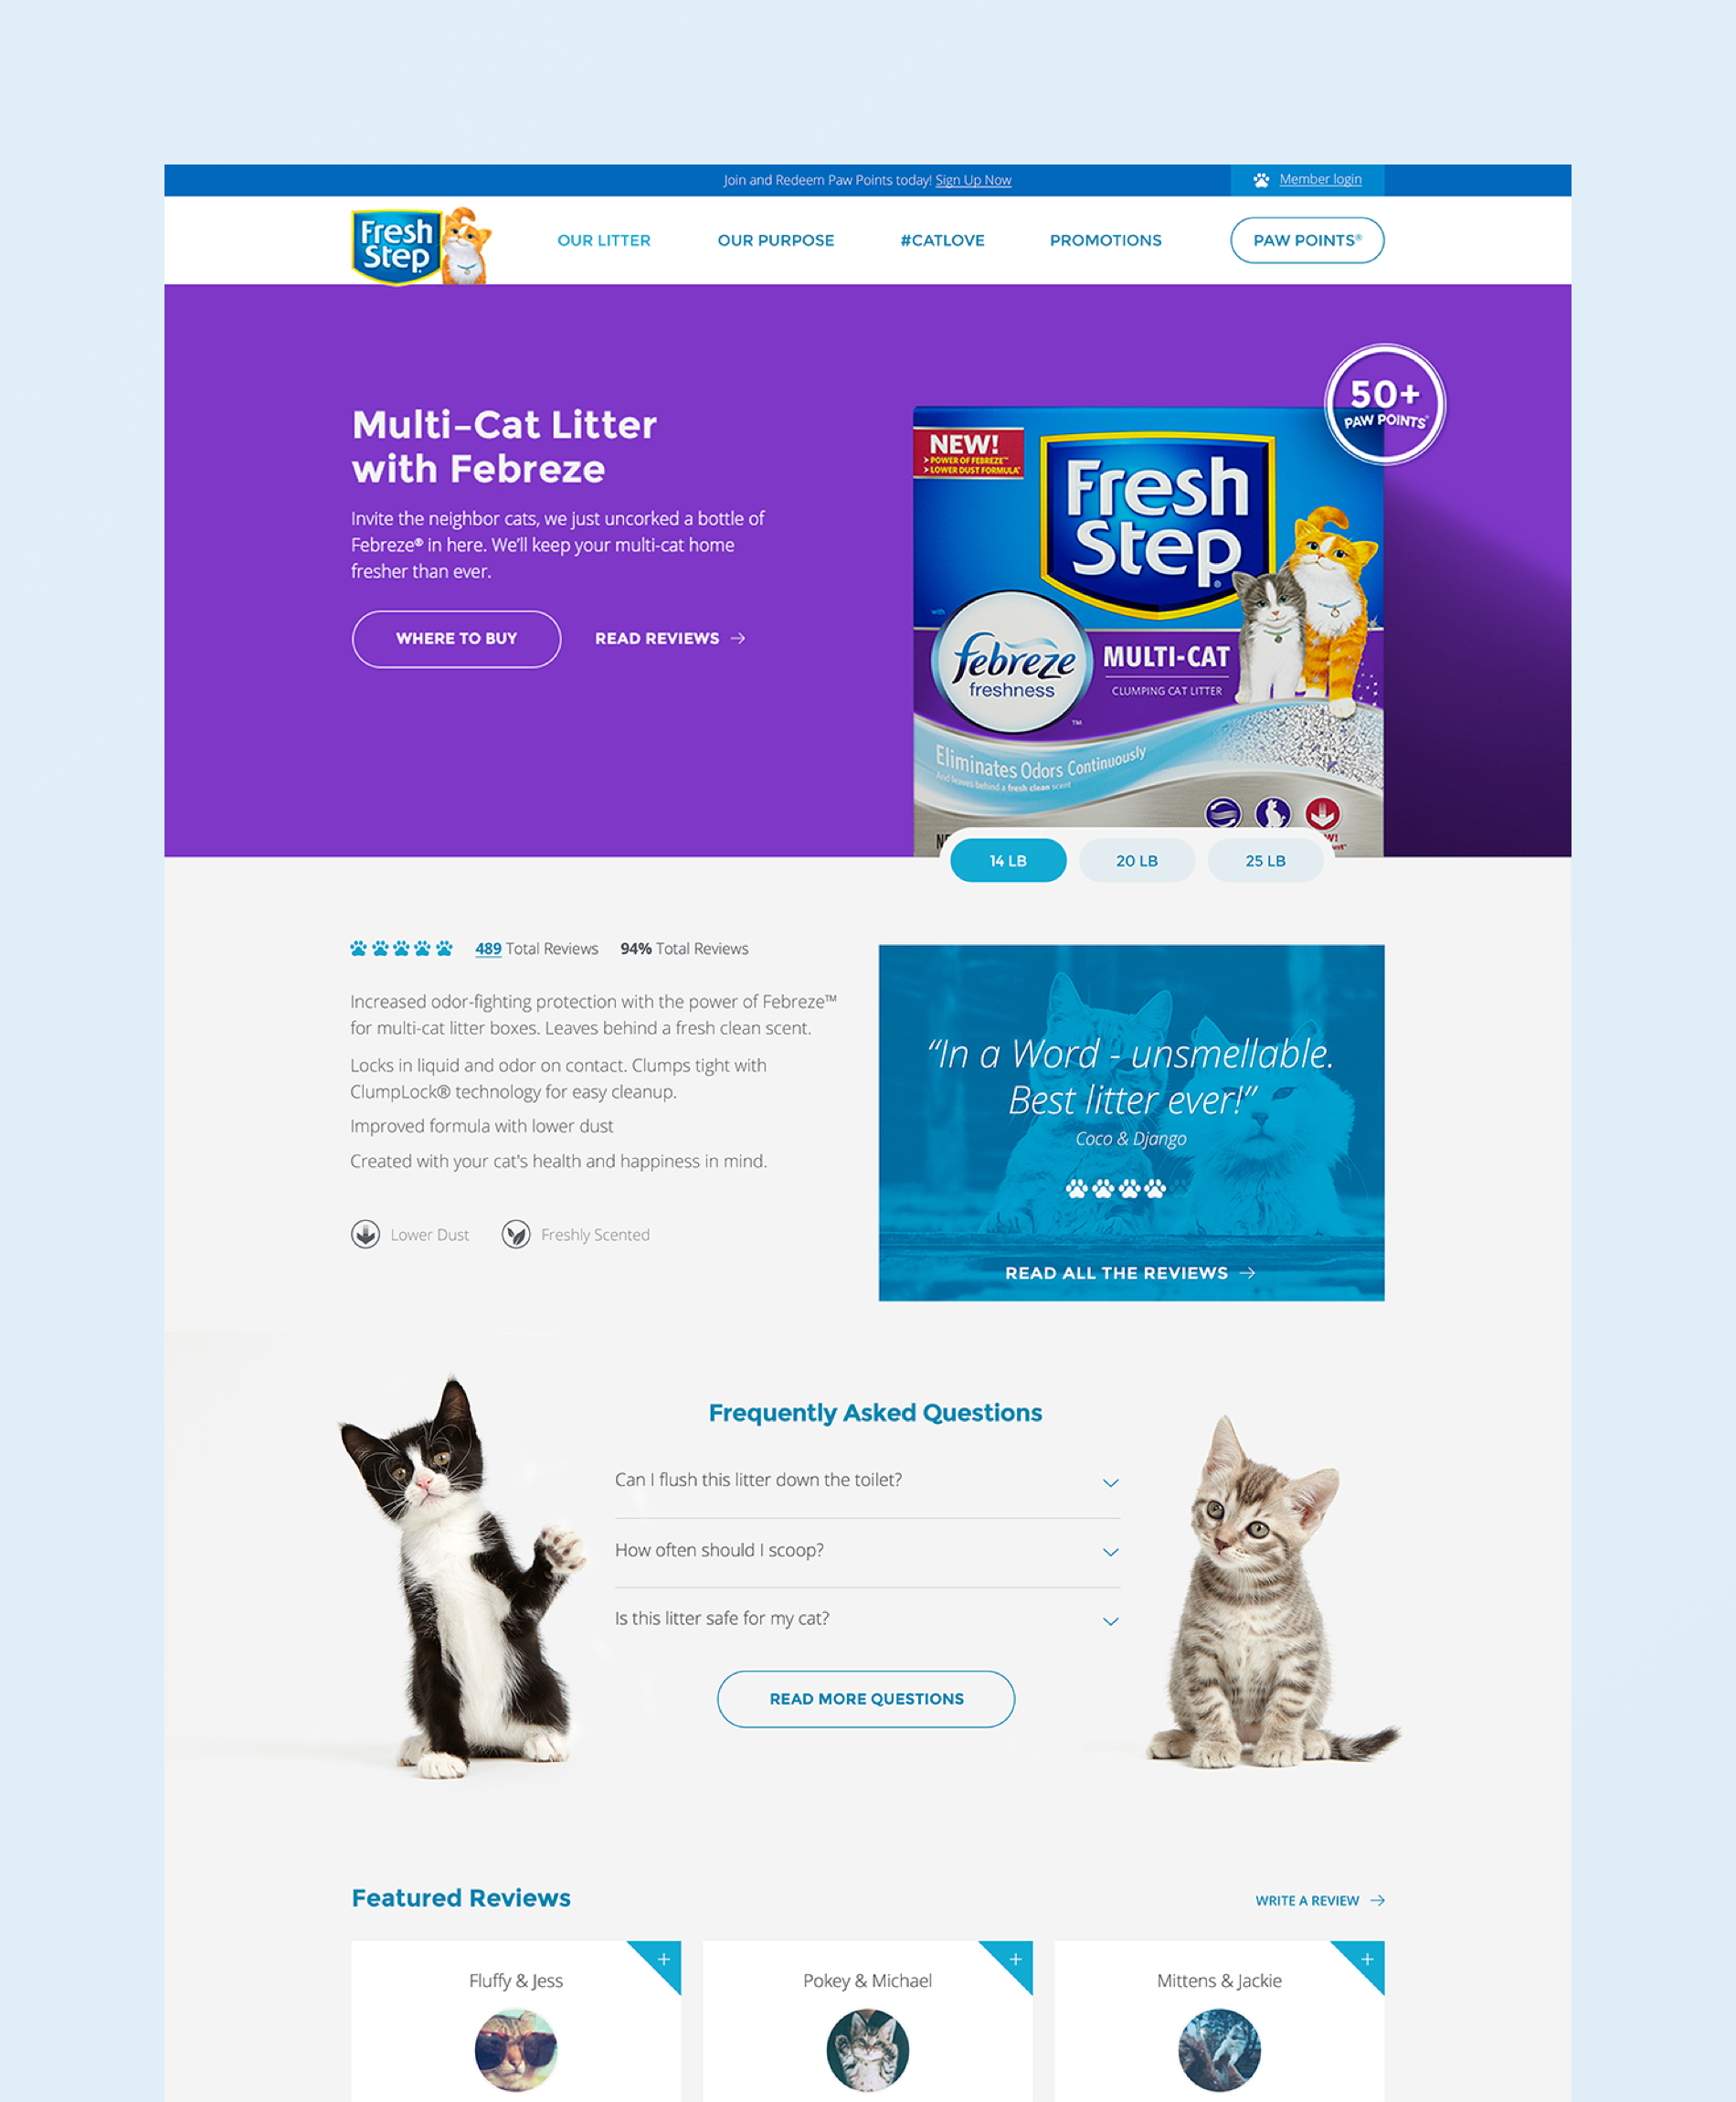 Join and Redeem Paw Points today! Sign Up Now
Member login
Fresh
Step
OUR LITTER
OUR PURPOSE
#CATLOVE
PROMOTIONS
PAW POINTS®
Multi-Cat Litter
with Febreze
Invite the neighbor cats, we just uncorked a bottle of
Febreze® in here. We'll keep your multi-cat home
fresher than ever.
WHERE TO BUY
READ REVIEWS
50+
PAW POINTS®
NEW!
> POWER OF FEBREZE™
> LOWER DUST FORMULA*
Fresh
Step®
with
febreze
freshness
™
MULTI-CAT
CLUMPING CAT LITTER
Eliminates Odors Continuously
And leaves behind a fresh clean scent
14 LB
20 LB
25 LB
489 Total Reviews
94% Total Reviews
Increased odor-fighting protection with the power of Febreze™
for multi-cat litter boxes. Leaves behind a fresh clean scent.
Locks in liquid and odor on contact. Clumps tight with
ClumpLock® technology for easy cleanup.
Improved formula with lower dust
Created with your cat's health and happiness in mind.
Lower Dust
Freshly Scented
“In a Word - unsmellable.
Best litter ever!”
Coco & Django
READ ALL THE REVIEWS
Frequently Asked Questions
Can I flush this litter down the toilet?
How often should I scoop?
Is this litter safe for my cat?
READ MORE QUESTIONS
Featured Reviews
WRITE A REVIEW
Fluffy & Jess
Pokey & Michael
Mittens & Jackie